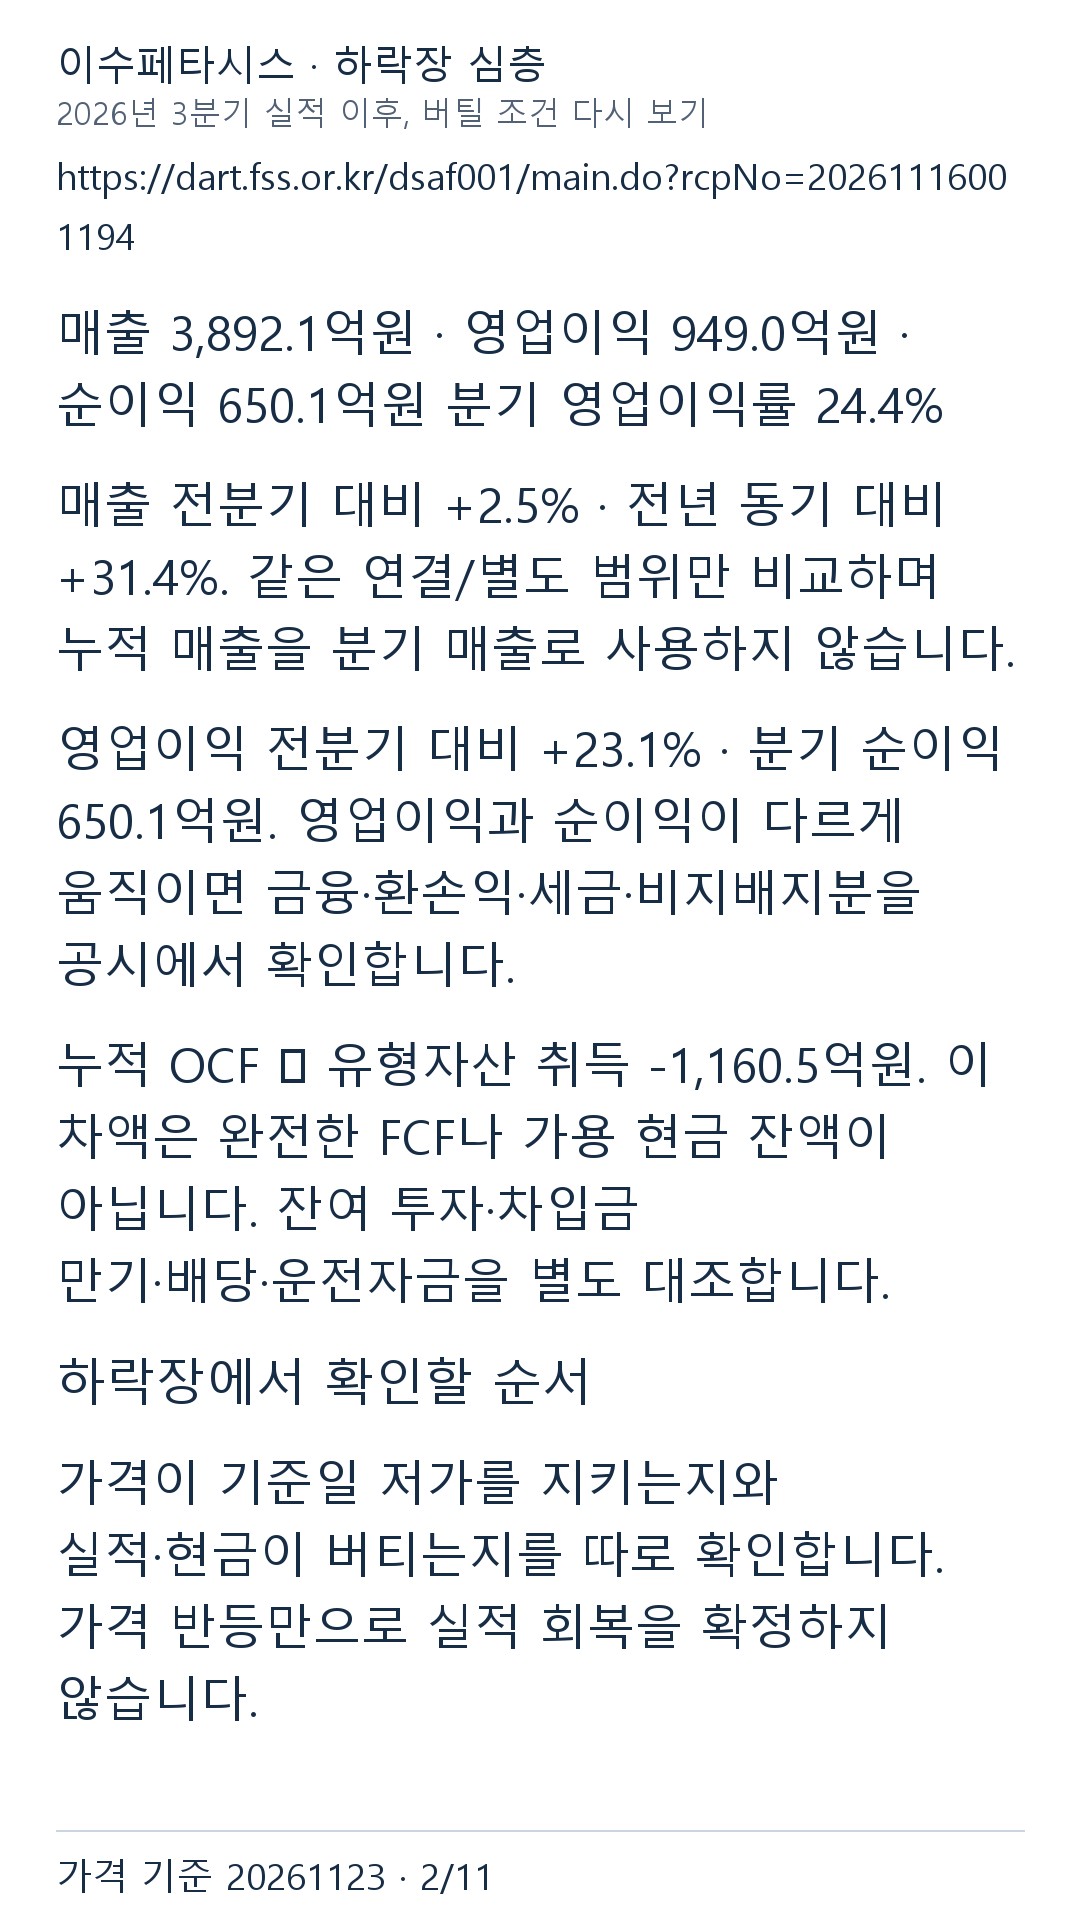 이수페타시스 · 하락장 심층
2026년 3분기 실적 이후, 버틸 조건 다시 보기
https://dart.fss.or.kr/dsaf001/main.do?rcpNo=2026111600
1194
매출 3,892.1억원 · 영업이익 949.0억원 ·
순이익 650.1억원 분기 영업이익률 24.4%
매출 전분기 대비 +2.5% · 전년 동기 대비
+31.4%. 같은 연결/별도 범위만 비교하며
누적 매출을 분기 매출로 사용하지 않습니다.
영업이익 전분기 대비 +23.1% · 분기 순이익
650.1억원. 영업이익과 순이익이 다르게
움직이면 금융·환손익·세금·비지배지분을
공시에서 확인합니다.
누적 OCF 유형자산 취득 -1,160.5억원. 이
차액은 완전한 FCF나 가용 현금 잔액이
아닙니다. 잔여 투자·차입금
만기·배당·운전자금을 별도 대조합니다.
하락장에서 확인할 순서
가격이 기준일 저가를 지키는지와
실적·현금이 버티는지를 따로 확인합니다.
가격 반등만으로 실적 회복을 확정하지
않습니다.
가격 기준 20261123 · 2/11